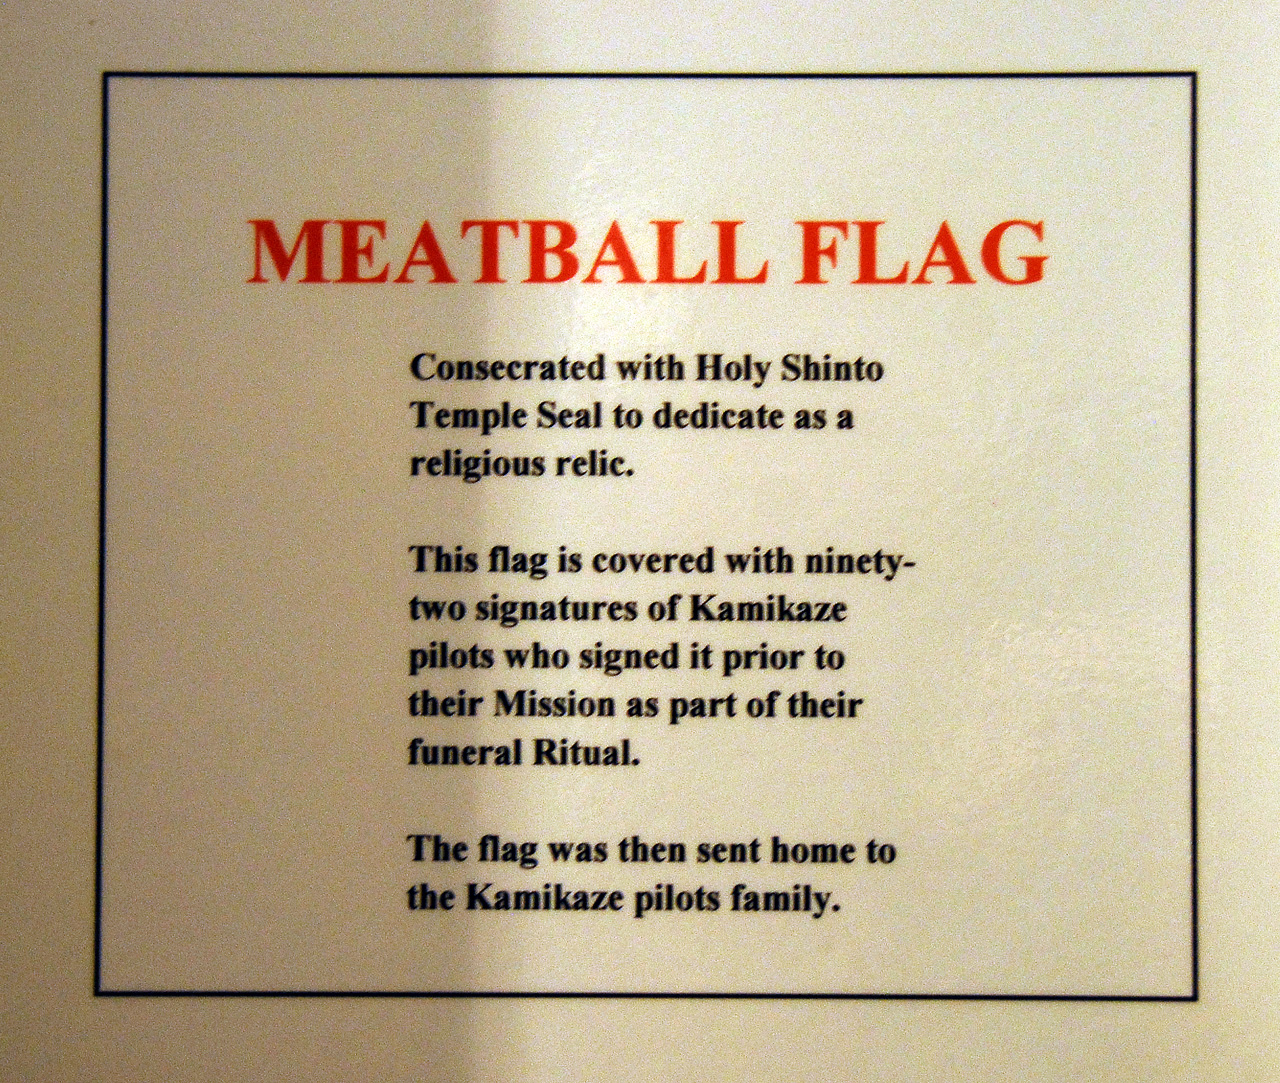 MEATBALL FLAG
Consecrated with Holy Shinto
Temple Seal to dedicate as a
religious relic.
This flag is covered with ninety-
two signatures of Kamikaze
pilots who signed it prior to
their Mission as part of their
funeral Ritual.
The flag was then sent home to
the Kamikaze pilots family.